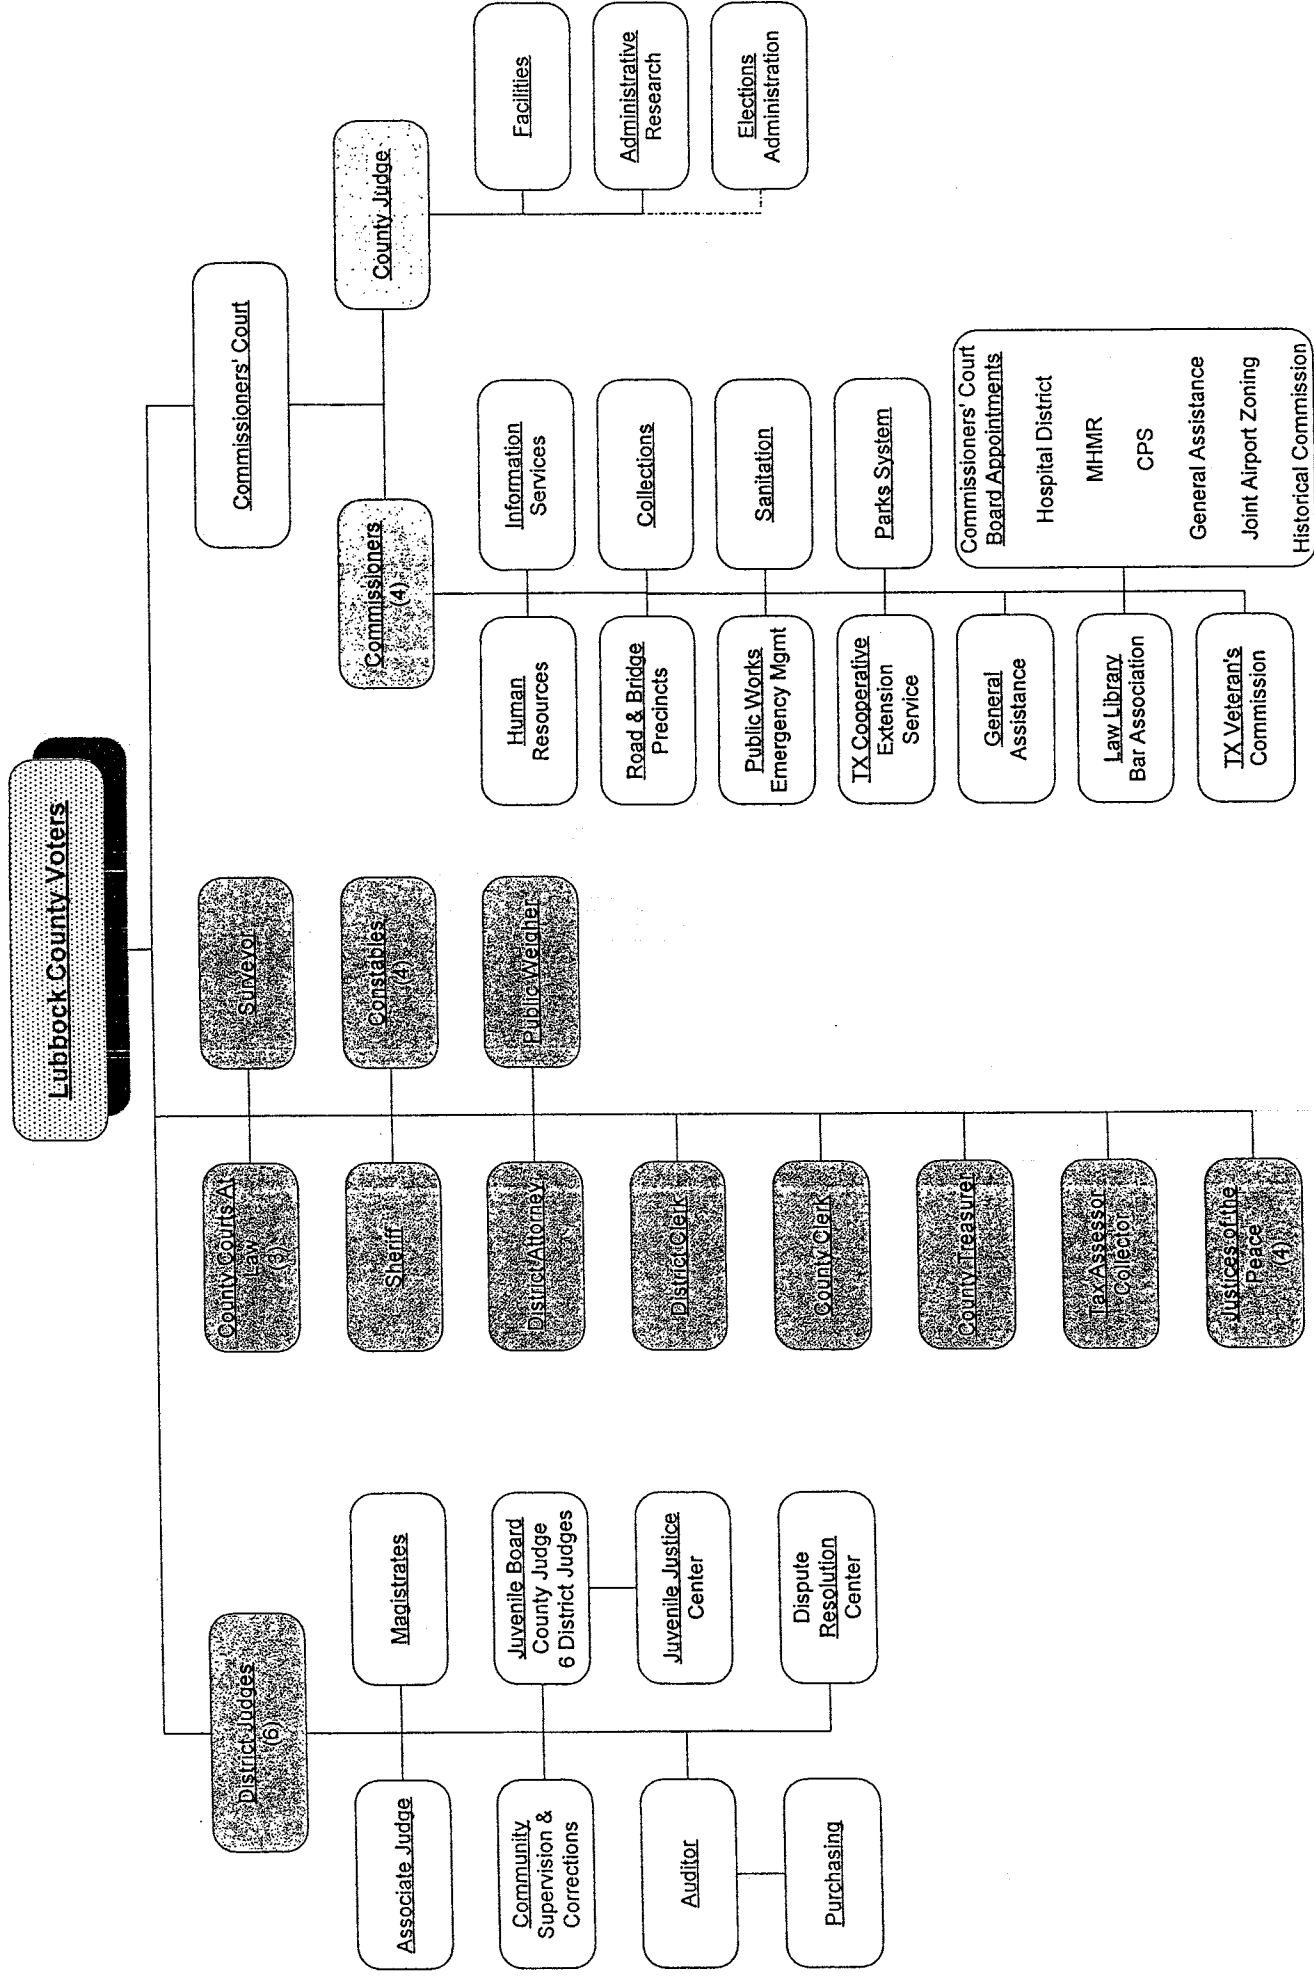 Lubbock County Voters
District Judges
(6)
Associate Judge
Magistrates
Community
Supervision &
Corrections
Juvenile Board
County Judge
6 District Judges
Auditor
Juvenile Justice
Center
Purchasing
Dispute
Resolution
Center
County Courts At
Law
(3)
Surveyor
Sheriff
Constables
(4)
District Attorney
Public Weigher
District Clerk
County Clerk
County Treasurer
Tax Assessor
Collector
Justices of the
Peace
(4)
Commissioners' Court
Commissioners
(4)
County Judge
Human
Resources
Information
Services
Road & Bridge
Precincts
Collections
Public Works
Emergency Mgmt
Sanitation
TX Cooperative
Extension
Service
Parks System
General
Assistance
Law Library
Bar Association
TX Veteran's
Commission
Commissioners' Court
Board Appointments
Hospital District
MHMR
CPS
General Assistance
Joint Airport Zoning
Historical Commission
Facilities
Administrative
Research
Elections
Administration